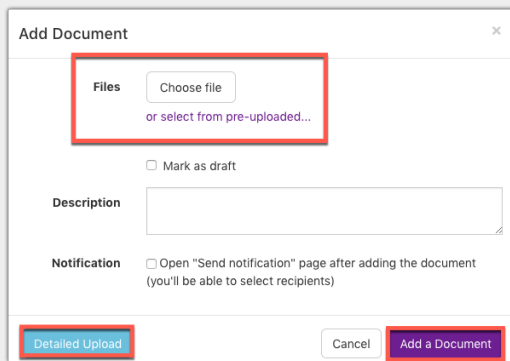 Add Document ×
Files Choose file
or select from pre-uploaded...
Mark as draft
Description
Notification Open "Send notification" page after adding the document
(you'll be able to select recipients)
Detailed Upload Cancel Add a Document